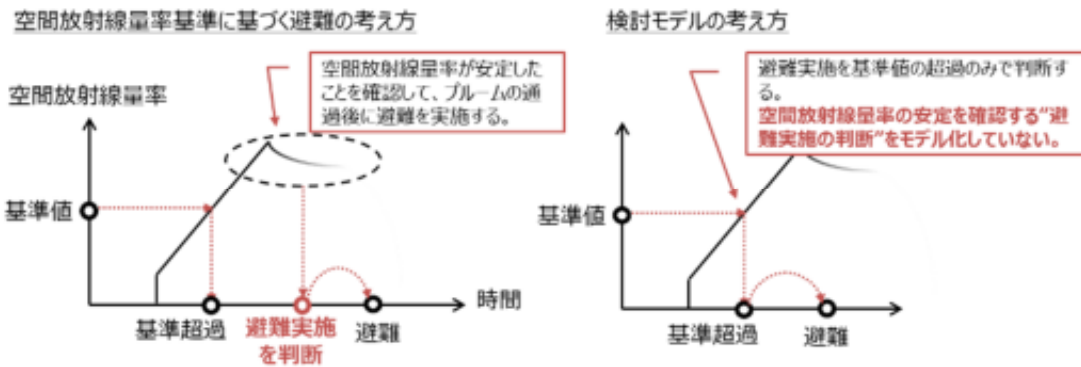 空間放射線量率基準に基づく避難の考え方
空間放射線量率が安定した
ことを確認して、プルームの通
過後に避難を実施する。
空間放射線量率
基準値
時間
基準超過
避難実施
を判断
避難
検討モデルの考え方
避難実施を基準値の超過のみで判断す
る。
空間放射線量率の安定を確認する"避
難実施の判断"をモデル化していない。
基準値
基準超過
避難